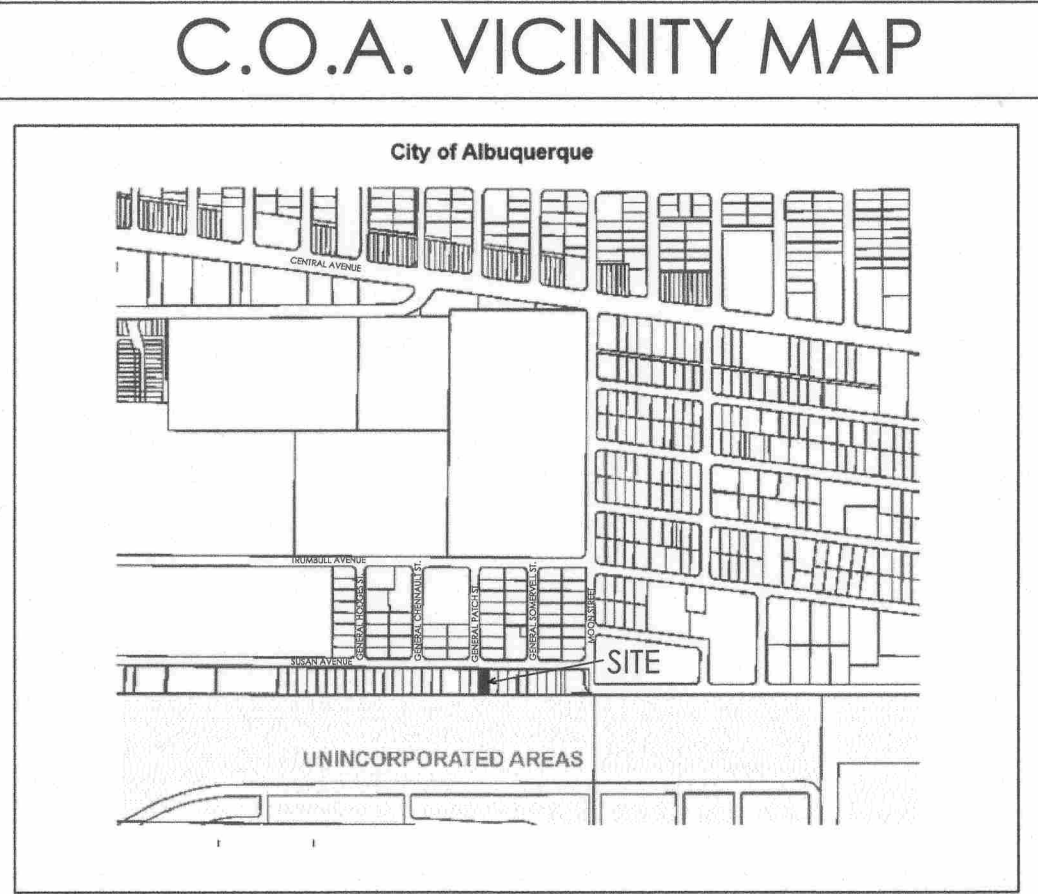 C.O.A. VICINITY MAP
City of Albuquerque
CENTRAL AVENUE
TRUMBULL AVENUE
GENERAL HODGES ST.
GENERAL CHENNAULT ST.
GENERAL PATCH ST.
GENERAL SOMERVELL ST.
MOON STREET
SUSAN AVENUE
SITE
UNINCORPORATED AREAS